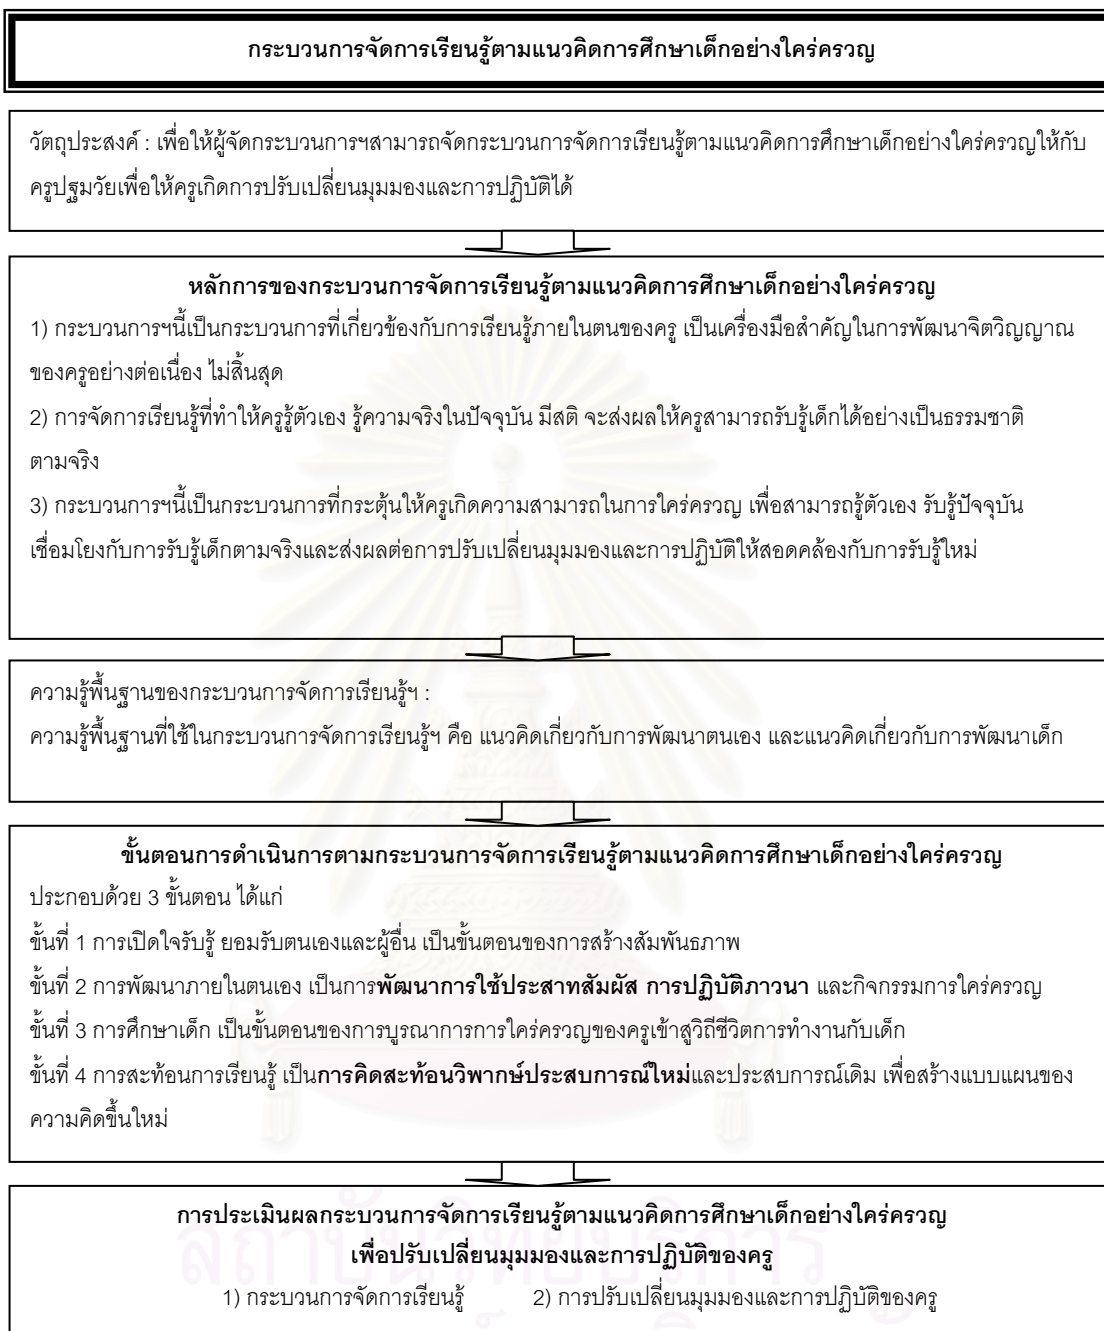 กระบวนการจัดการเรียนรู้ตามแนวคิดการศึกษาเด็กอย่างใคร่ครวญ
วัตถุประสงค์ : เพื่อให้ผู้จัดกระบวนการฯสามารถจัดกระบวนการจัดการเรียนรู้ตามแนวคิดการศึกษาเด็กอย่างใคร่ครวญให้กับ
ครูปฐมวัยเพื่อให้ครูเกิดการปรับเปลี่ยนมุมมองและการปฏิบัติได้
หลักการของกระบวนการจัดการเรียนรู้ตามแนวคิดการศึกษาเด็กอย่างใคร่ครวญ
1) กระบวนการฯนี้เป็นกระบวนการที่เกี่ยวข้องกับการเรียนรู้ภายในตนของครู เป็นเครื่องมือสำคัญในการพัฒนาจิตวิญญาณ
ของครูอย่างต่อเนื่อง ไม่สิ้นสุด
2) การจัดการเรียนรู้ที่ทำให้ครูรู้ตัวเอง รู้ความจริงในปัจจุบัน มีสติ จะส่งผลให้ครูสามารถรับรู้เด็กได้อย่างเป็นธรรมชาติ
ตามจริง
3) กระบวนการฯนี้เป็นกระบวนการที่กระตุ้นให้ครูเกิดความสามารถในการใคร่ครวญ เพื่อสามารถรู้ตัวเอง รับรู้ปัจจุบัน
เชื่อมโยงกับการรับรู้เด็กตามจริงและส่งผลต่อการปรับเปลี่ยนมุมมองและการปฏิบัติให้สอดคล้องกับการรับรู้ใหม่
ความรู้พื้นฐานของกระบวนการจัดการเรียนรู้ฯ :
ความรู้พื้นฐานที่ใช้ในกระบวนการจัดการเรียนรู้ฯ คือ แนวคิดเกี่ยวกับการพัฒนาตนเอง และแนวคิดเกี่ยวกับการพัฒนาเด็ก
ขั้นตอนการดำเนินการตามกระบวนการจัดการเรียนรู้ตามแนวคิดการศึกษาเด็กอย่างใคร่ครวญ
ประกอบด้วย 3 ขั้นตอน ได้แก่
ขั้นที่ 1 การเปิดใจรับรู้ ยอมรับตนเองและผู้อื่น เป็นขั้นตอนของการสร้างสัมพันธภาพ
ขั้นที่ 2 การพัฒนาภายในตนเอง เป็นการพัฒนาการใช้ประสาทสัมผัส การปฏิบัติภาวนา และกิจกรรมการใคร่ครวญ
ขั้นที่ 3 การศึกษาเด็ก เป็นขั้นตอนของการบูรณาการการใคร่ครวญของครูเข้าสู่วิถีชีวิตการทำงานกับเด็ก
ขั้นที่ 4 การสะท้อนการเรียนรู้ เป็นการคิดสะท้อนวิพากษ์ประสบการณ์ใหม่และประสบการณ์เดิม เพื่อสร้างแบบแผนของ
ความคิดขึ้นใหม่
การประเมินผลกระบวนการจัดการเรียนรู้ตามแนวคิดการศึกษาเด็กอย่างใคร่ครวญ
เพื่อปรับเปลี่ยนมุมมองและการปฏิบัติของครู
สถาบันวิทยบริการ
1) กระบวนการจัดการเรียนรู้ 2) การปรับเปลี่ยนมุมมองและการปฏิบัติของครู